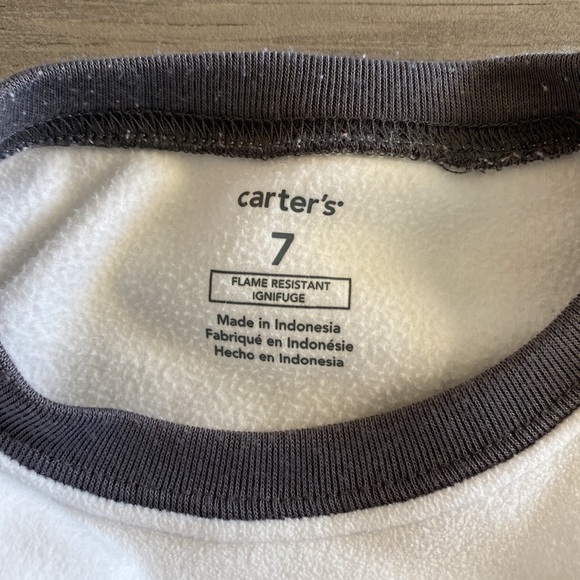 carter's
7
FLAME RESISTANT
IGNIFUGE
Made in Indonesia
Fabriqué en Indonésie
Hecho en Indonesia